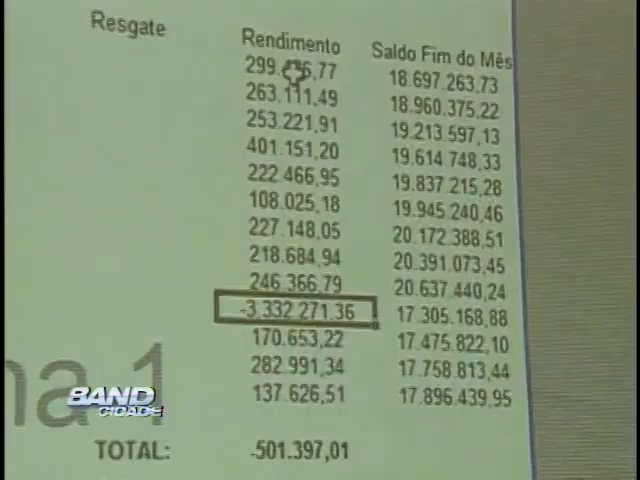 Resgate Rendimento Saldo Fim do Mês
18.697.263,73
263.111,49 18.960.375,22
253.221,91 19.213.597,13
401.151,20 19.614.748,33
222.466,95 19.837.215,28
108.025,18 19.945.240,46
227.148,05 20.172.388,51
218.684,94 20.391.073,45
246.366,79 20.637.440,24
-3.332.271,36 17.305.168,88
170.653,22 17.475.822,10
282.991,34 17.758.813,44
137.626,51 17.896.439,95
na 1
BAND
CIDADE
TOTAL: -501.397,01